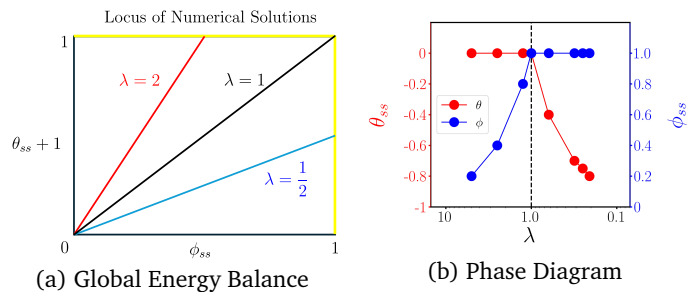 Locus of Numerical Solutions
1
λ = 2
λ = 1
θss + 1
λ = 1/2
0
ϕss
1
(a) Global Energy Balance
0
-0.2
-0.4
-0.6
-0.8
-1
θss
θ
ϕ
1.0
0.8
0.6
0.4
0.2
0
ϕss
10
1.0
0.1
λ
(b) Phase Diagram